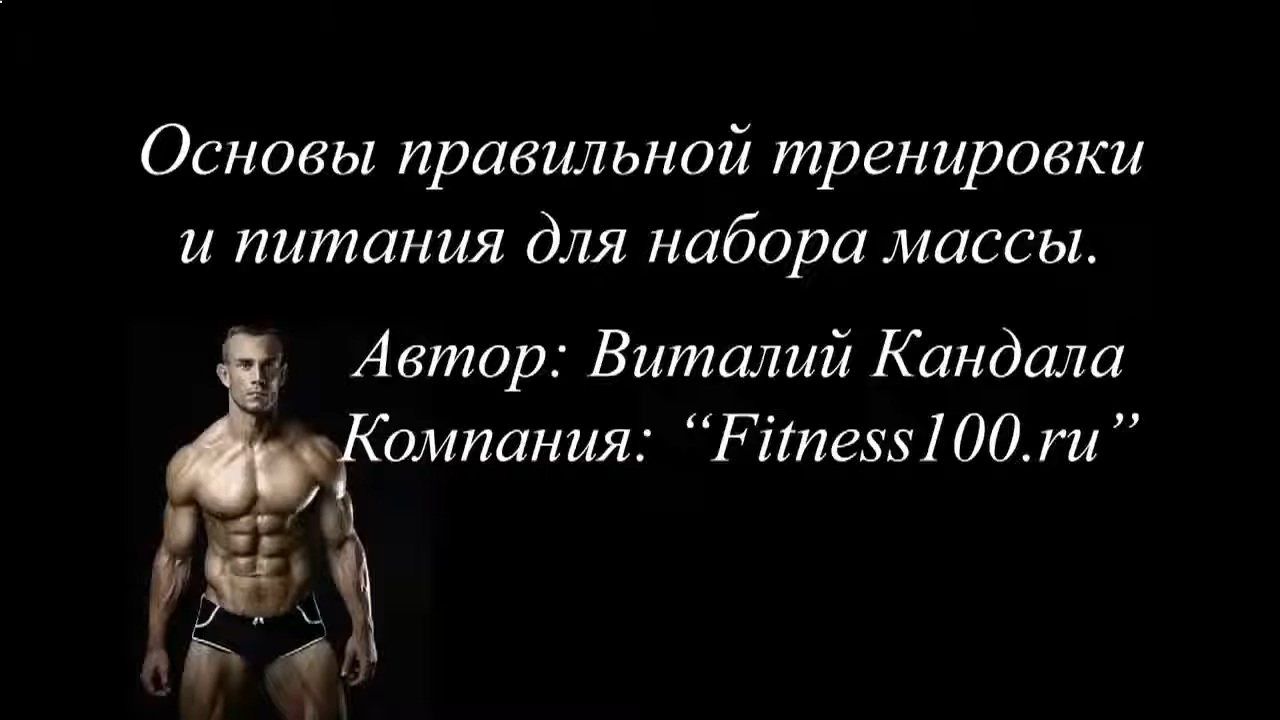 Основы правильной тренировки
и питания для набора массы.
Автор: Виталий Кандала
Компания: “Fitness100.ru”